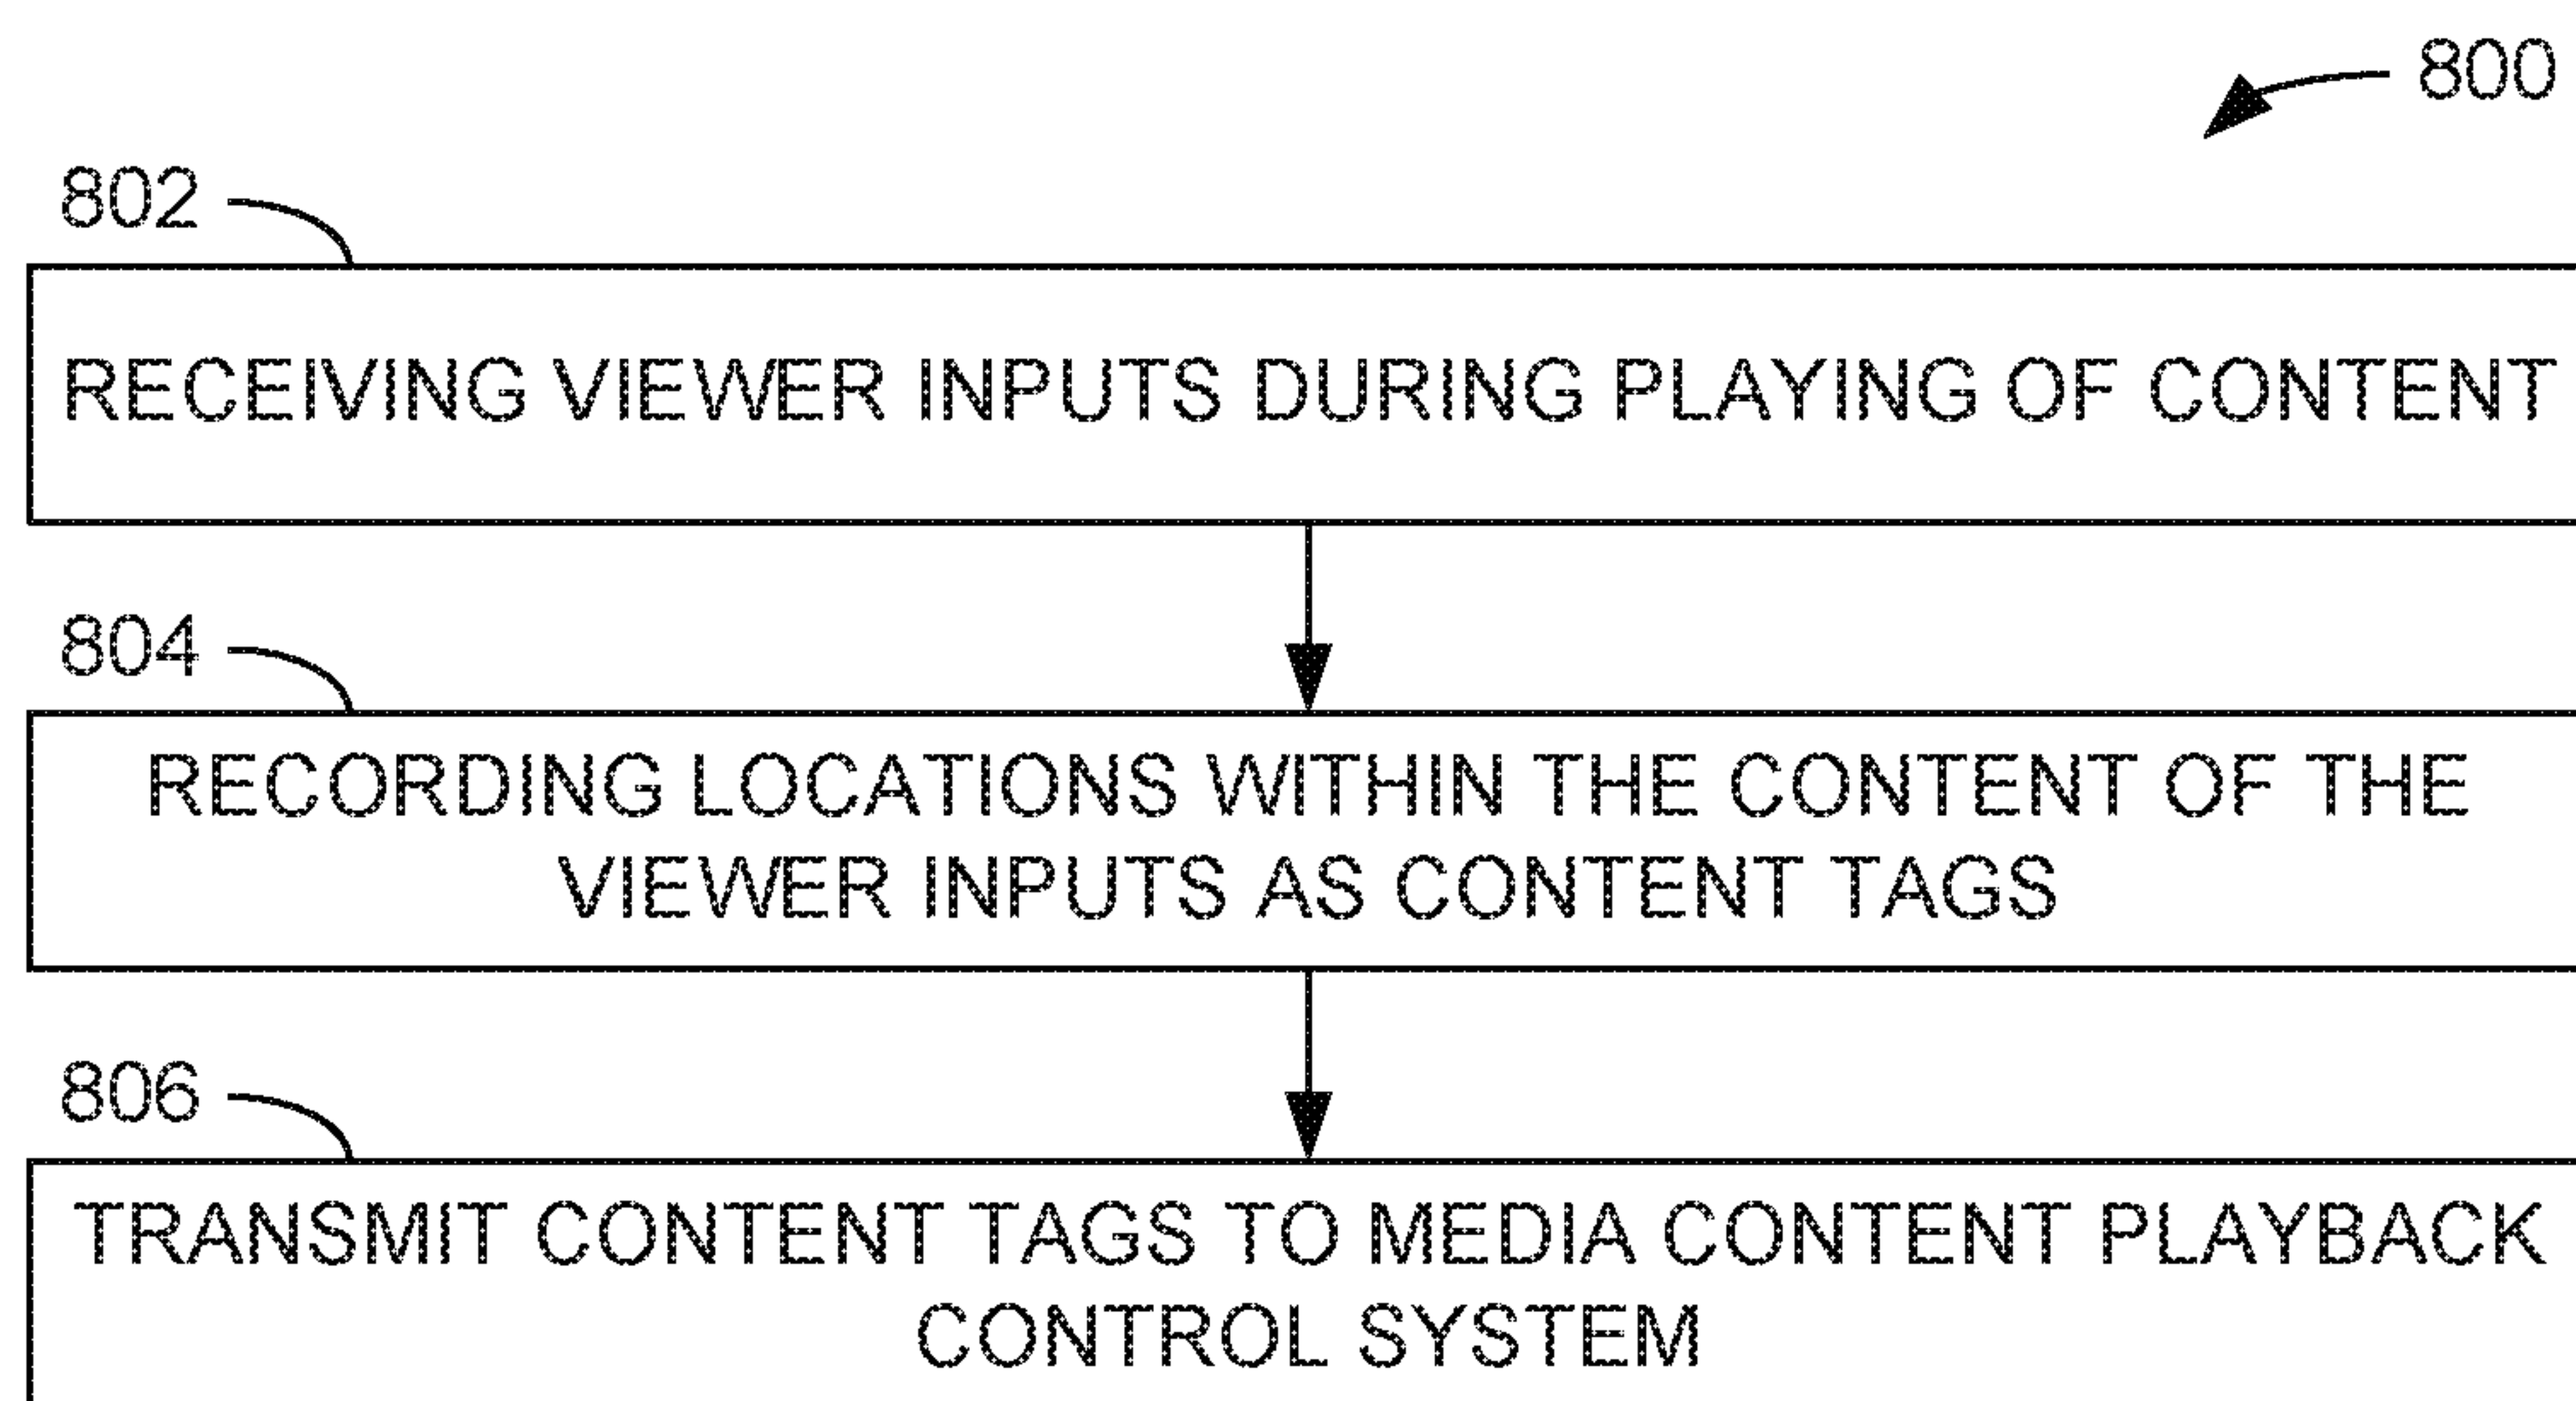 800
802
RECEIVING VIEWER INPUTS DURING PLAYING OF CONTENT
804
RECORDING LOCATIONS WITHIN THE CONTENT OF THE
VIEWER INPUTS AS CONTENT TAGS
806
TRANSMIT CONTENT TAGS TO MEDIA CONTENT PLAYBACK
CONTROL SYSTEM